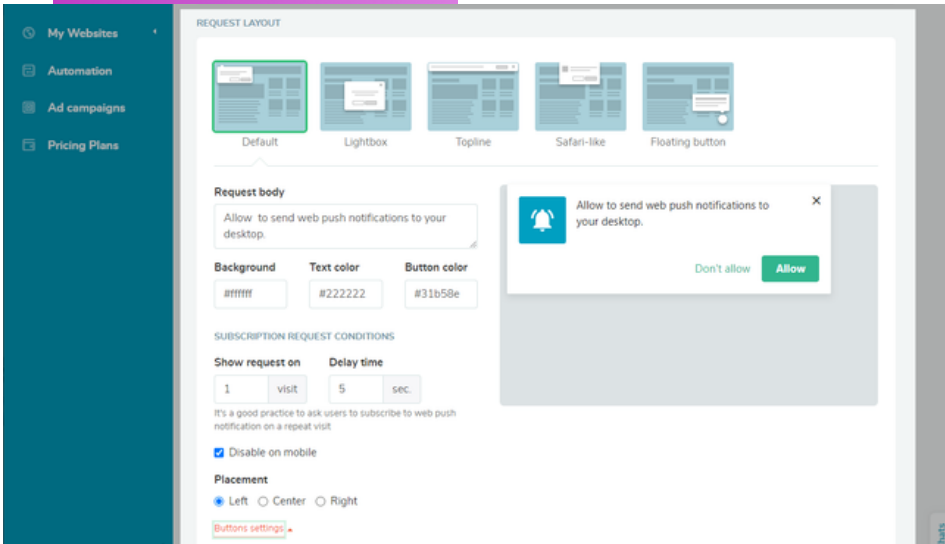 My Websites
Automation
Ad campaigns
Pricing Plans
REQUEST LAYOUT
Default
Lightbox
Topline
Safari-like
Floating button
Request body
Allow to send web push notifications to your
desktop.
Background
Text color
Button color
#ffffff
#222222
#31b58e
SUBSCRIPTION REQUEST CONDITIONS
Show request on
Delay time
1 visit
5 sec.
It's a good practice to ask users to subscribe to web push
notification on a repeat visit
Disable on mobile
Placement
Left
Center
Right
Buttons settings
Allow to send web push notifications to
your desktop.
Don't allow
Allow